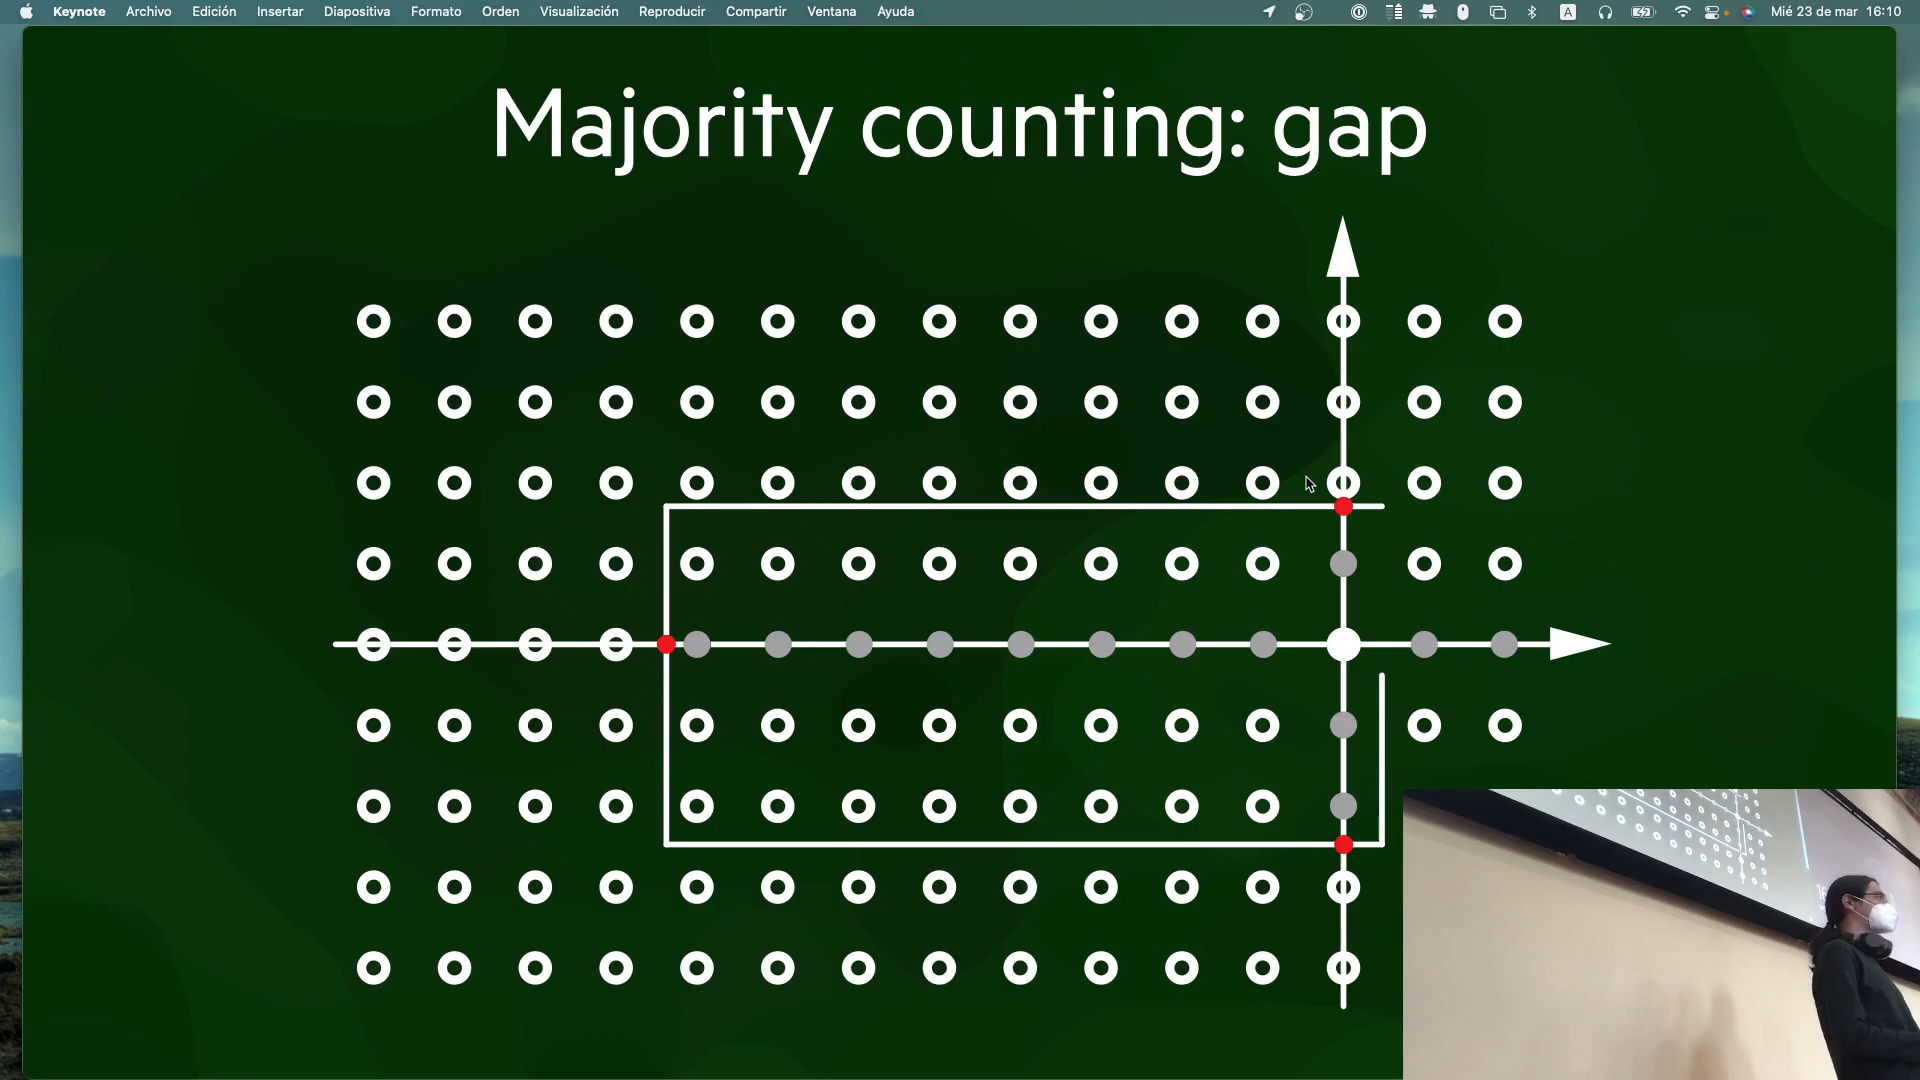 Keynote Archivo Edición Insertar Diapositiva Formato Orden Visualización Reproducir Compartir Ventana Ayuda A Mié 23 de mar 16:10
Majority counting: gap